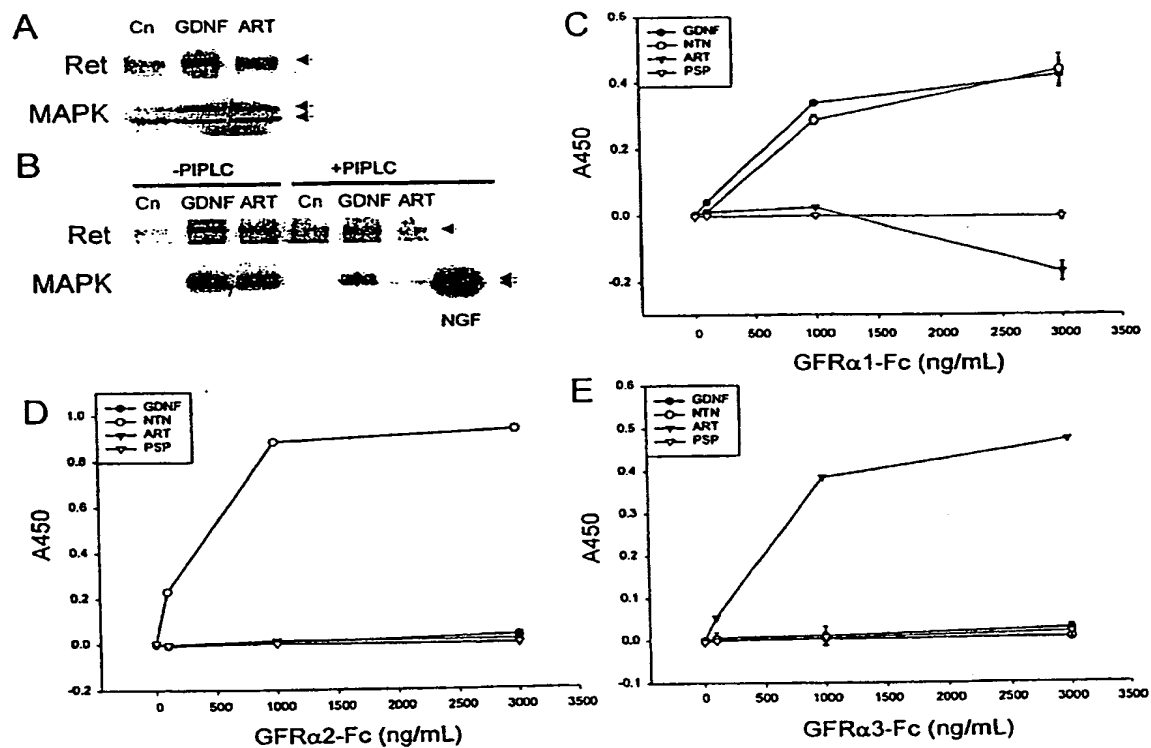 A
Cn GDNF ART
Ret
MAPK
B
-PIPLC +PIPLC
Cn GDNF ART Cn GDNF ART
Ret
MAPK
NGF
C
GDNF
NTN
ART
PSP
0.6
0.4
0.2
0.0
-0.2
A450
0 500 1000 1500 2000 2500 3000 3500
GFRα1-Fc (ng/mL)
D
GDNF
NTN
ART
PSP
1.0
0.8
0.6
0.4
0.2
0.0
-0.2
A450
0 500 1000 1500 2000 2500 3000 3500
GFRα2-Fc (ng/mL)
E
GDNF
NTN
ART
PSP
0.6
0.5
0.4
0.3
0.2
0.1
0.0
-0.1
A450
0 500 1000 1500 2000 2500 3000 3500
GFRα3-Fc (ng/mL)